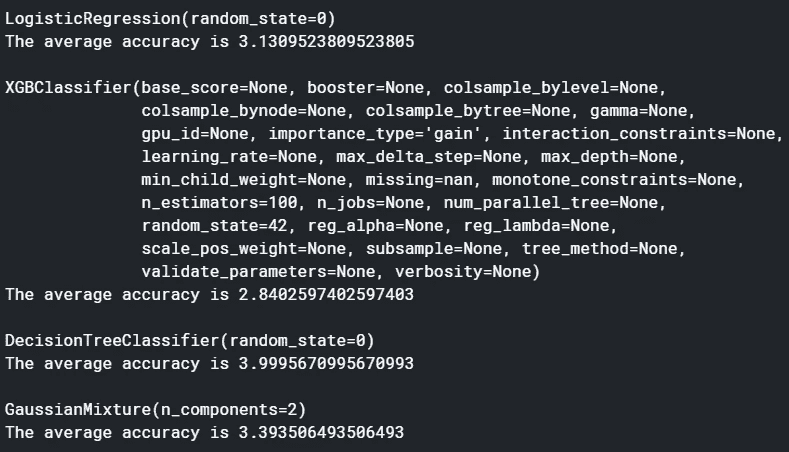 LogisticRegression(random_state=0)
The average accuracy is 3.1309523809523805
XGBClassifier(base_score=None, booster=None, colsample_bylevel=None,
colsample_bynode=None, colsample_bytree=None, gamma=None,
gpu_id=None, importance_type='gain', interaction_constraints=None,
learning_rate=None, max_delta_step=None, max_depth=None,
min_child_weight=None, missing=nan, monotone_constraints=None,
n_estimators=100, n_jobs=None, num_parallel_tree=None,
random_state=42, reg_alpha=None, reg_lambda=None,
scale_pos_weight=None, subsample=None, tree_method=None,
validate_parameters=None, verbosity=None)
The average accuracy is 2.8402597402597403
DecisionTreeClassifier(random_state=0)
The average accuracy is 3.9995670995670993
GaussianMixture(n_components=2)
The average accuracy is 3.393506493506493